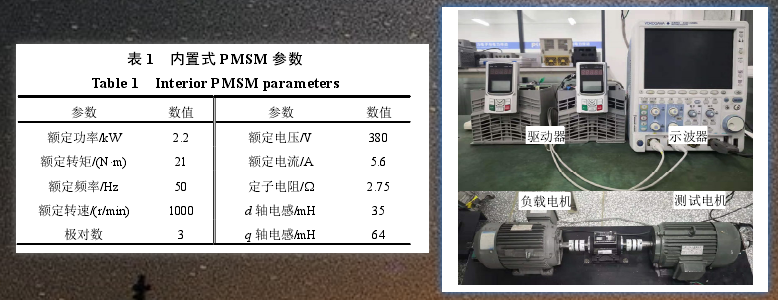 表1 内置式 PMSM 参数
Table 1 Interior PMSM parameters
参数 数值 参数 数值
额定功率/kW 2.2 额定电压/V 380
额定转矩/(N·m) 21 额定电流/A 5.6
额定频率/Hz 50 定子电阻/Ω 2.75
额定转速/(r/min) 1000 d 轴电感/mH 35
极对数 3 q 轴电感/mH 64
YOKOGAWA
驱动器 示波器
负载电机 测试电机